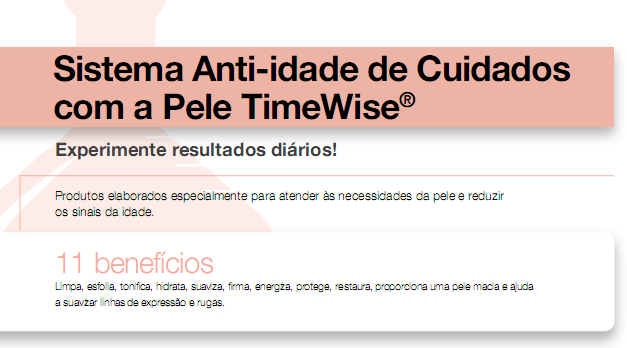 Sistema Anti-idade de Cuidados
com a Pele TimeWise®
Experimente resultados diários!
Produtos elaborados especialmente para atender às necessidades da pele e reduzir
os sinais da idade.
11 benefícios
Limpa, esfolia, tonifica, hidrata, suaviza, firma, energiza, protege, restaura, proporciona uma pele macia e ajuda
a suavizar linhas de expressão e rugas.